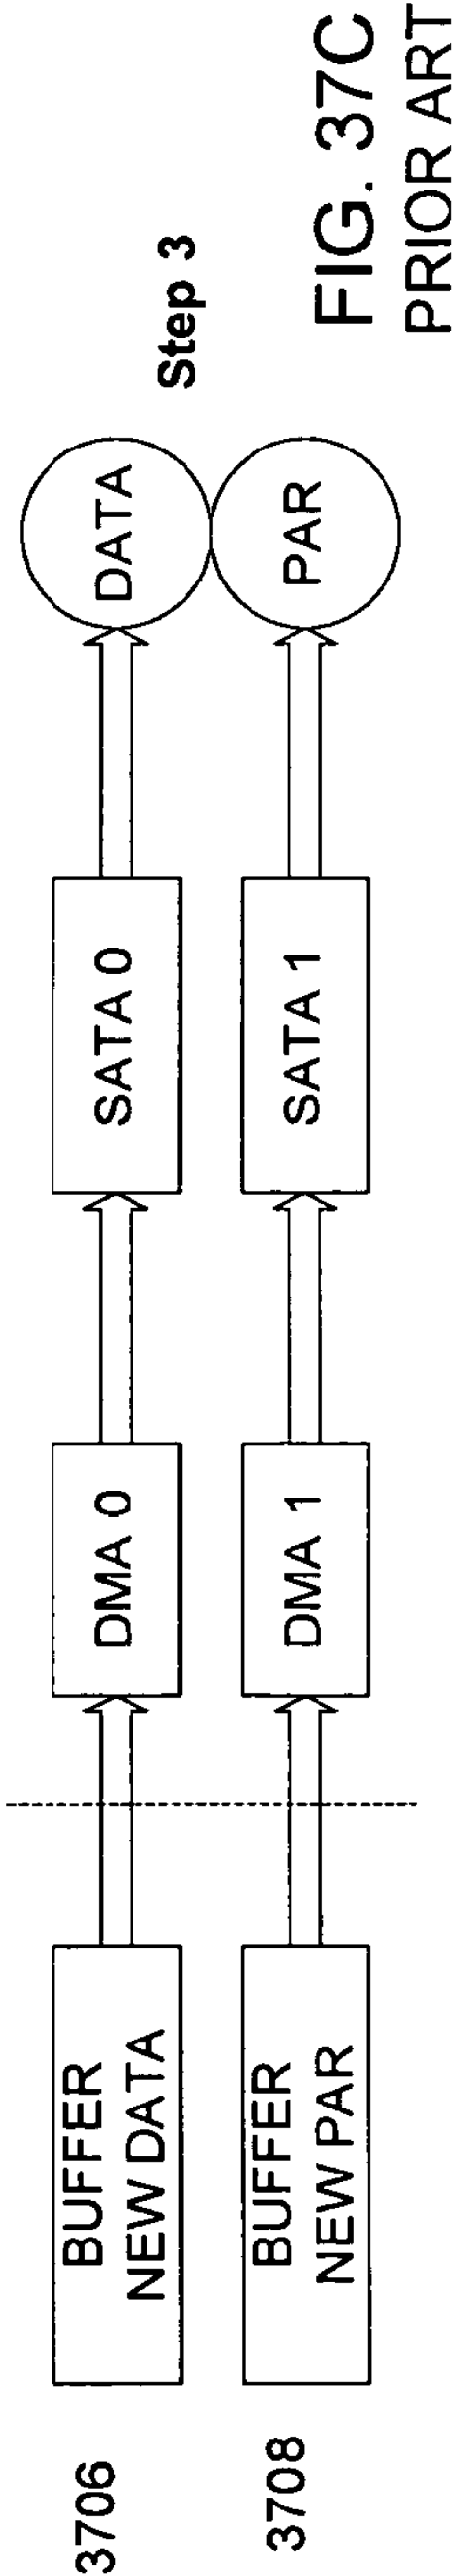 3706
BUFFER
NEW DATA
DMA 0
SATA 0
DATA
Step 3
3708
BUFFER
NEW PAR
DMA 1
SATA 1
PAR
FIG. 37C
PRIOR ART